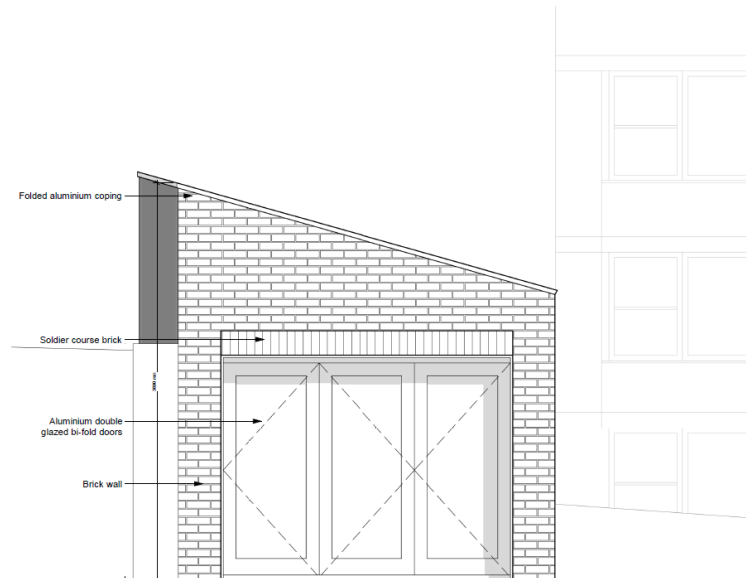 Folded aluminium coping
Soldier course brick
Aluminium double
glazed bi-fold doors
Brick wall